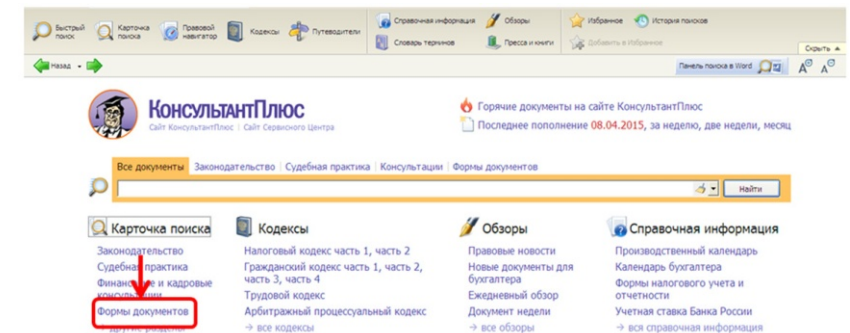 Быстрый поиск
Карточка поиска
Правовой навигатор
Кодексы
Путеводители
Справочная информация
Словарь терминов
Обзоры
Пресса и книги
Избранное
История поисков
Добавить в Избранное
Скрыть
Назад
Панель поиска в Word
КонсультантПлюс
Сайт КонсультантПлюс | Сайт Сервисного Центра
Горячие документы на сайте КонсультантПлюс
Последнее пополнение 08.04.2015, за неделю, две недели, месяц
Все документы Законодательство | Судебная практика | Консультации | Формы документов
Найти
Карточка поиска
Законодательство
Судебная практика
Финансовые и кадровые
консультации
Формы документов
→ другие разделы
Кодексы
Налоговый кодекс часть 1, часть 2
Гражданский кодекс часть 1, часть 2,
часть 3, часть 4
Трудовой кодекс
Арбитражный процессуальный кодекс
→ все кодексы
Обзоры
Правовые новости
Новые документы для
бухгалтера
Ежедневный обзор
Документ недели
→ все обзоры
Справочная информация
Производственный календарь
Календарь бухгалтера
Формы налогового учета и
отчетности
Учетная ставка Банка России
→ вся справочная информация